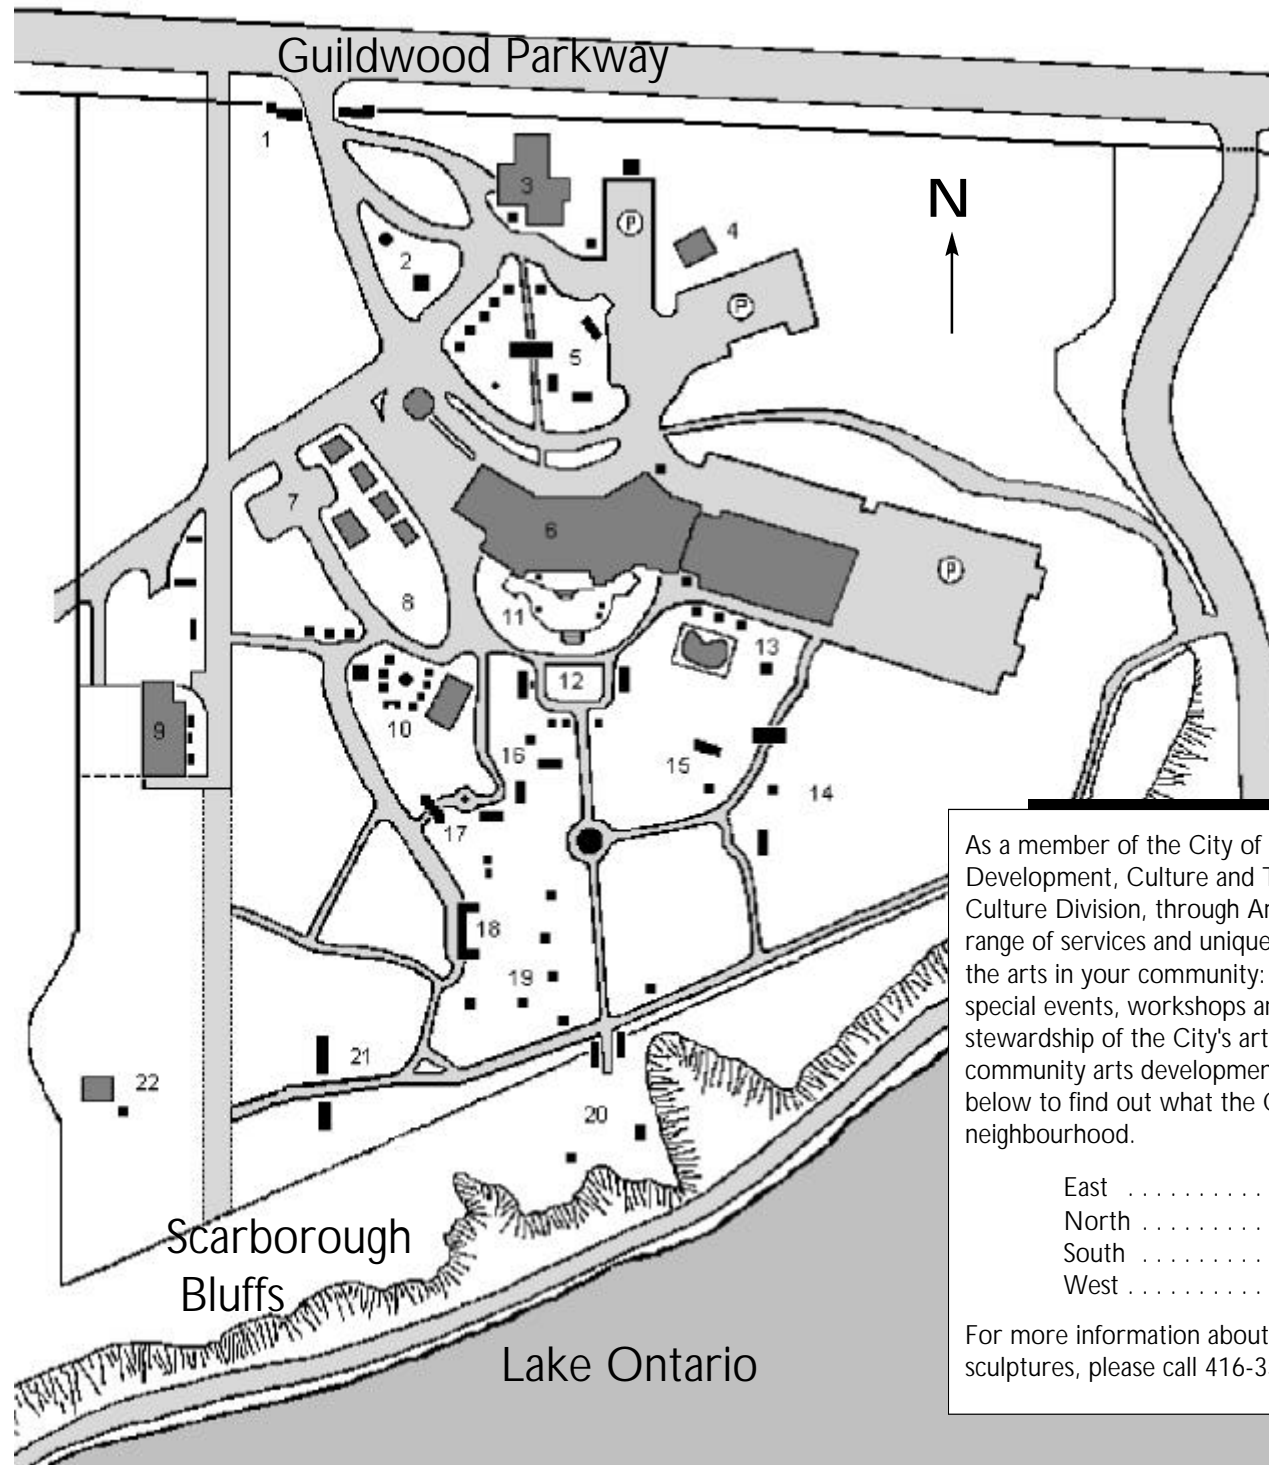 Guildwood Parkway
1
3
P
4
N
2
P
5
7
6
P
8
11
13
12
9
10
16
15
14
17
18
19
21
22
20
Scarborough
Bluffs
Lake Ontario
As a member of the City of
Development, Culture and
Culture Division, through
range of services and unique
the arts in your community:
special events, workshops
stewardship of the City's art
community arts
below to find out what the
neighbourhood.
East . . . . . . . . . .
North . . . . . . . . .
South . . . . . . . . .
West . . . . . . . . . .
For more information about
sculptures, please call 416-3